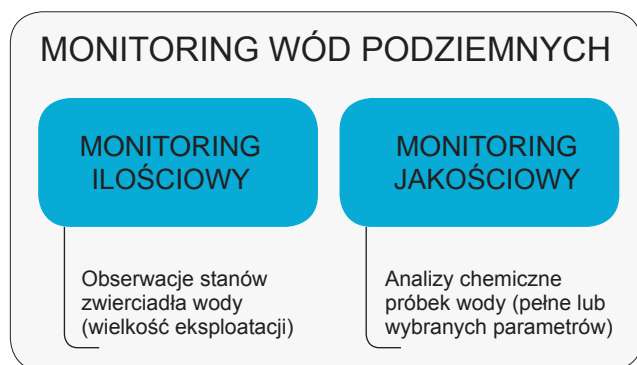 MONITORING WÓD PODZIEMNYCH
MONITORING
ILOŚCIOWY
Obserwacje stanów
zwierciadła wody
(wielkość eksploatacji)
MONITORING
JAKOŚCIOWY
Analizy chemiczne
próbek wody (pełne lub
wybranych parametrów)